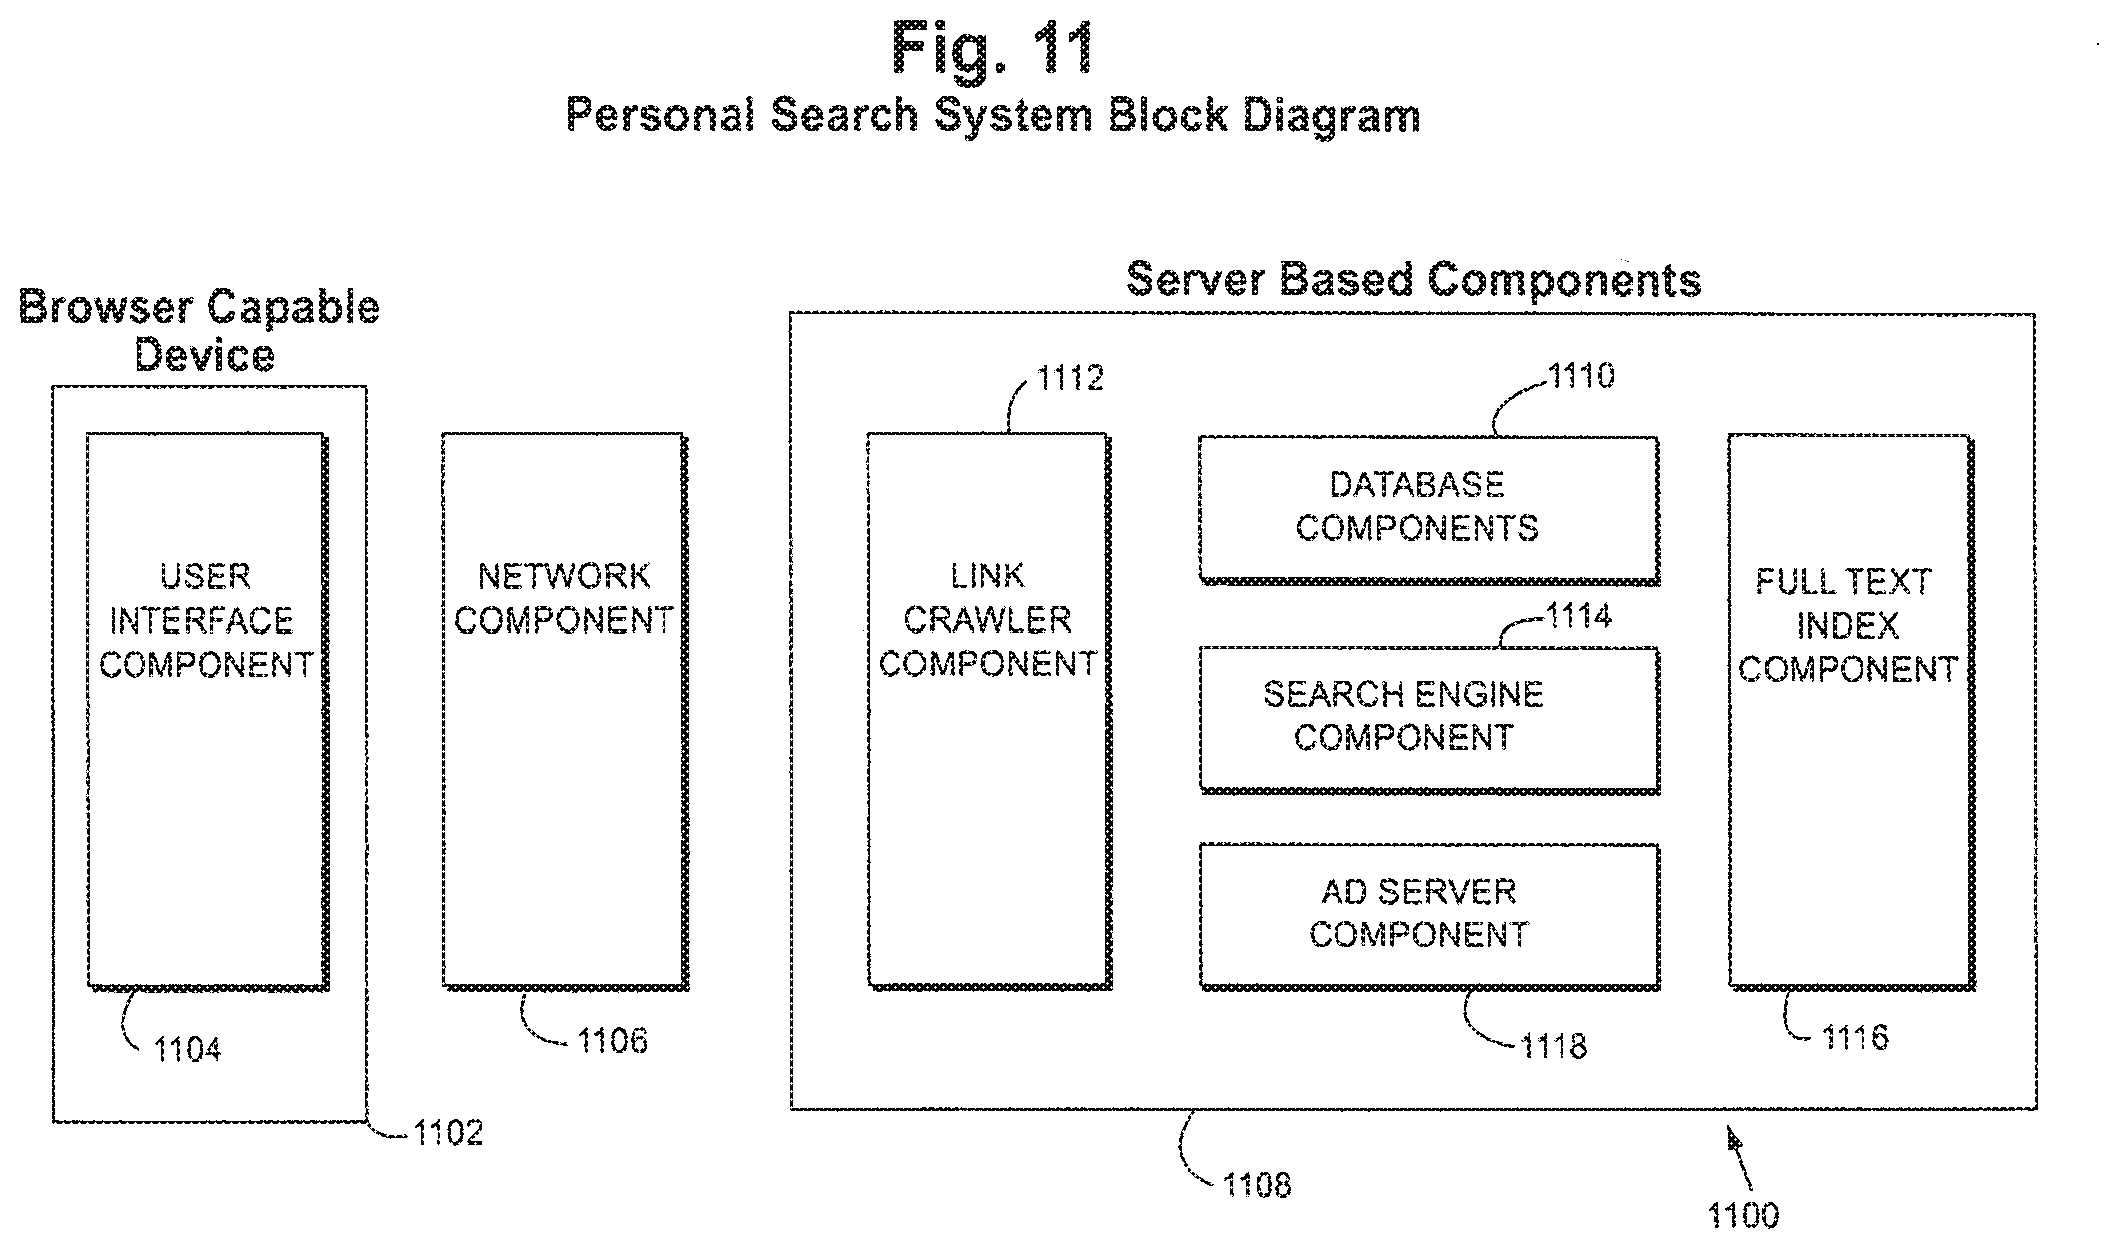 Fig. 11
Personal Search System Block Diagram
Browser Capable
Device
USER
INTERFACE
COMPONENT
1104
1102
NETWORK
COMPONENT
1106
Server Based Components
1112
LINK
CRAWLER
COMPONENT
1110
DATABASE
COMPONENTS
1114
SEARCH ENGINE
COMPONENT
AD SERVER
COMPONENT
1118
FULL TEXT
INDEX
COMPONENT
1116
1108
1100